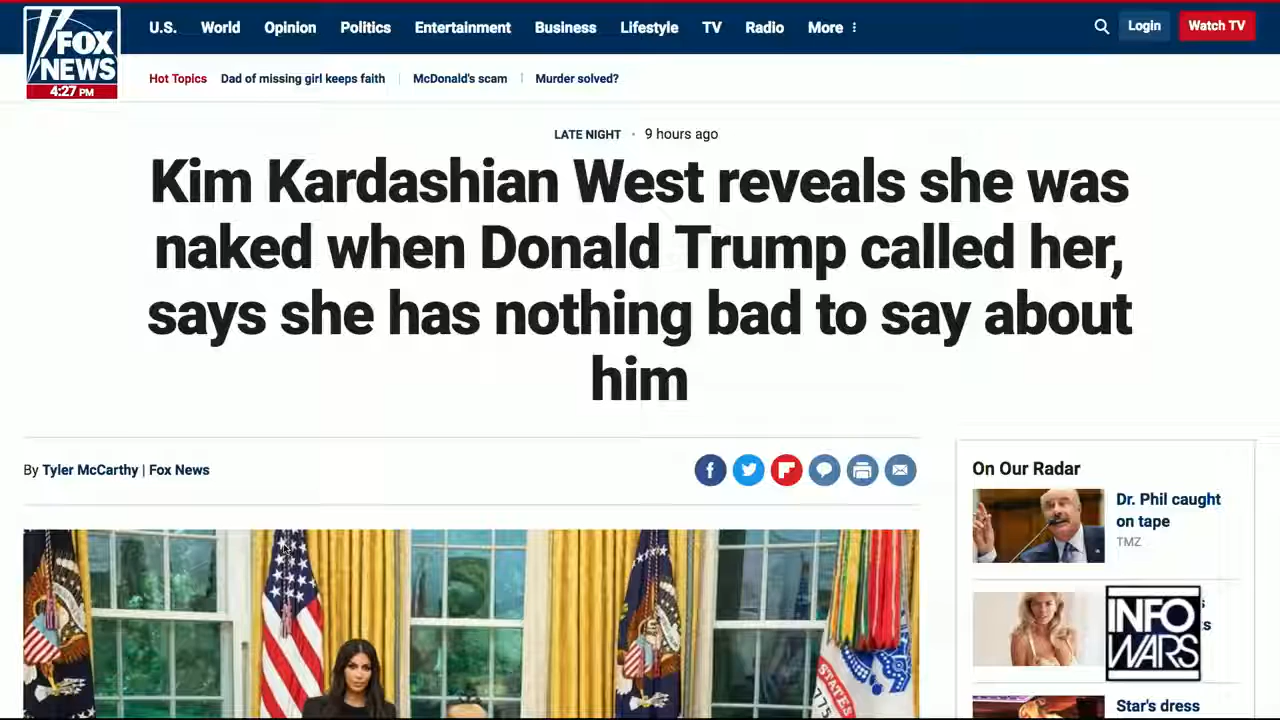 U.S. World Opinion Politics Entertainment Business Lifestyle TV Radio More Login Watch TV
FOX
NEWS
4:27 PM
Hot Topics Dad of missing girl keeps faith McDonald's scam Murder solved?
LATE NIGHT · 9 hours ago
Kim Kardashian West reveals she was
naked when Donald Trump called her,
says she has nothing bad to say about
him
By Tyler McCarthy | Fox News
On Our Radar
Dr. Phil caught
on tape
TMZ
INFO
WARS
Star's dress
STATES
775